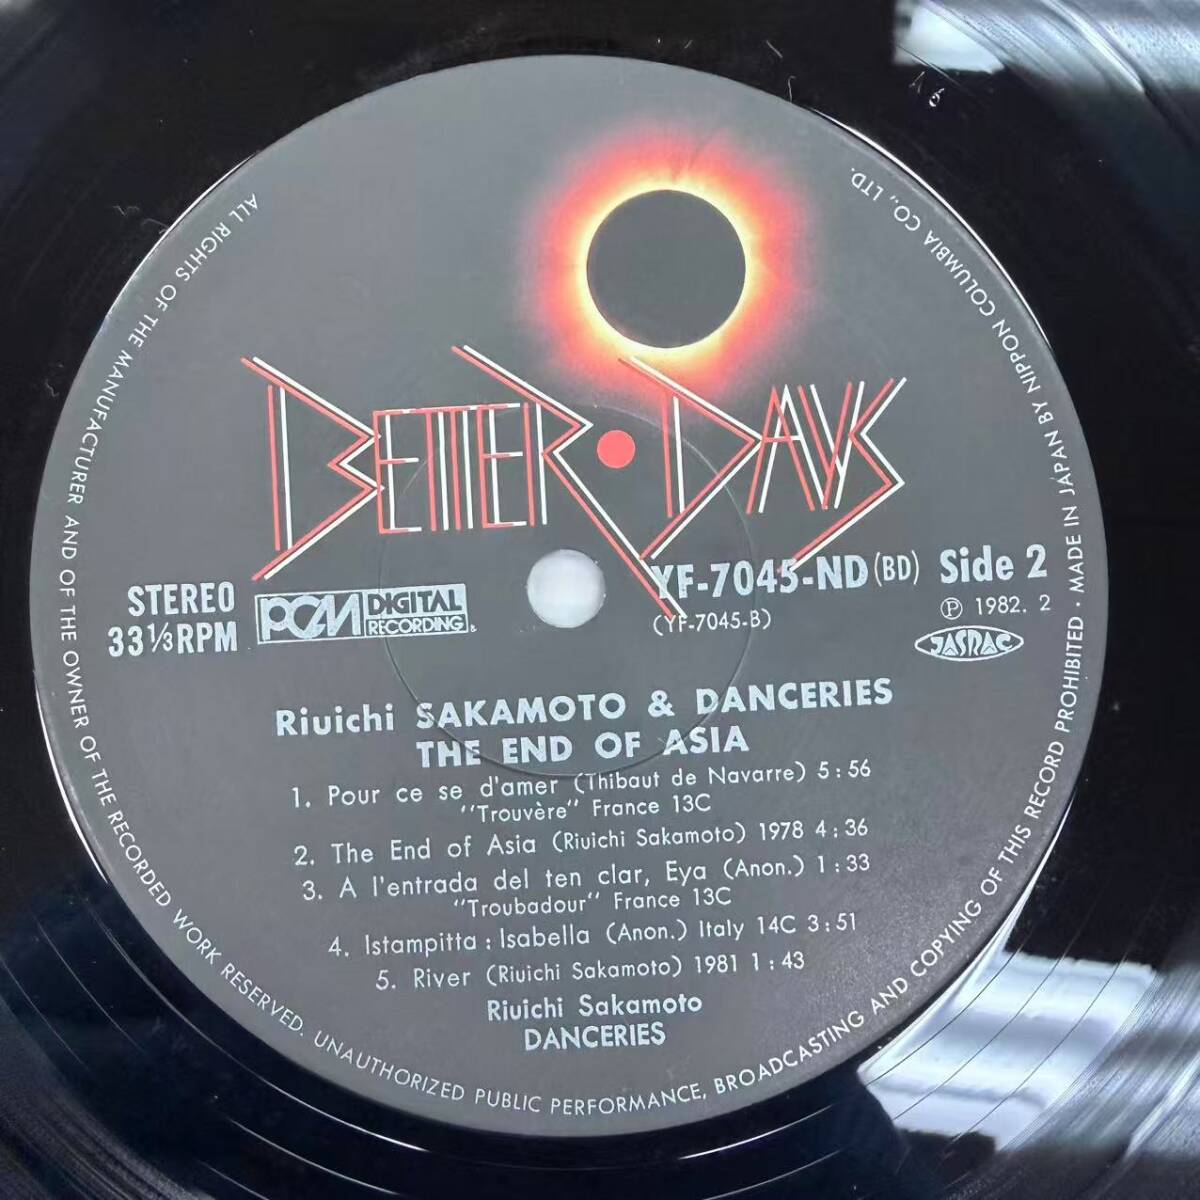 BETTER • DAYS
STEREO
33⅓RPM
PCM DIGITAL RECORDING
YF-7045-ND (BD) Side 2
(YF-7045-B)
Ⓟ 1982. 2
JASRAC
Riuichi SAKAMOTO & DANCERIES
THE END OF ASIA
1. Pour ce se d'amer (Thibaut de Navarre) 5:56
"Trouvère" France 13C
2. The End of Asia (Riuichi Sakamoto) 1978 4:36
3. A l'entrada del ten clar, Eya (Anon.) 1:33
"Troubadour" France 13C
4. Istampitta : Isabella (Anon.) Italy 14C 3:51
5. River (Riuichi Sakamoto) 1981 1:43
Riuichi Sakamoto
DANCERIES
ALL RIGHTS OF THE MANUFACTURER AND OF THE OWNER OF THE RECORDED WORK RESERVED. UNAUTHORIZED PUBLIC PERFORMANCE, BROADCASTING AND COPYING OF THIS RECORD PROHIBITED • MADE IN JAPAN BY NIPPON COLUMBIA CO., LTD.
A 6